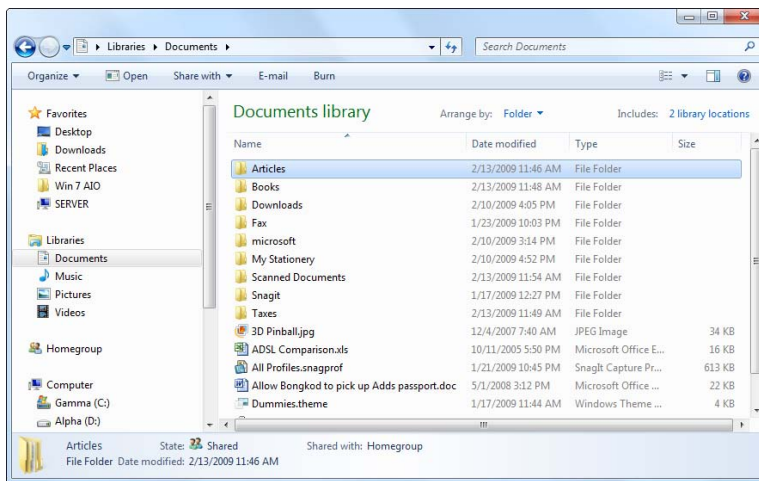 Libraries Documents
Search Documents
Organize Open Share with E-mail Burn
Favorites
Desktop
Downloads
Recent Places
Win 7 AIO
SERVER
Libraries
Documents
Music
Pictures
Videos
Homegroup
Computer
Gamma (C:)
Alpha (D:)
Documents library
Arrange by: Folder
Includes: 2 library locations
Name Date modified Type Size
Articles 2/13/2009 11:46 AM File Folder
Books 2/13/2009 11:48 AM File Folder
Downloads 2/10/2009 4:05 PM File Folder
Fax 1/23/2009 10:03 PM File Folder
microsoft 2/10/2009 3:14 PM File Folder
My Stationery 2/10/2009 4:52 PM File Folder
Scanned Documents 2/13/2009 11:54 AM File Folder
Snagit 1/17/2009 12:27 PM File Folder
Taxes 2/13/2009 11:49 AM File Folder
3D Pinball.jpg 12/4/2007 7:40 AM JPEG Image 34 KB
ADSL Comparison.xls 10/11/2005 5:50 PM Microsoft Office E... 16 KB
All Profiles.snagprof 1/21/2009 10:45 PM SnagIt Capture Pr... 613 KB
Allow Bongkod to pick up Adds passport.doc 5/1/2008 3:12 PM Microsoft Office ... 22 KB
Dummies.theme 1/17/2009 11:44 AM Windows Theme ... 4 KB
Articles State: Shared Shared with: Homegroup
File Folder Date modified: 2/13/2009 11:46 AM